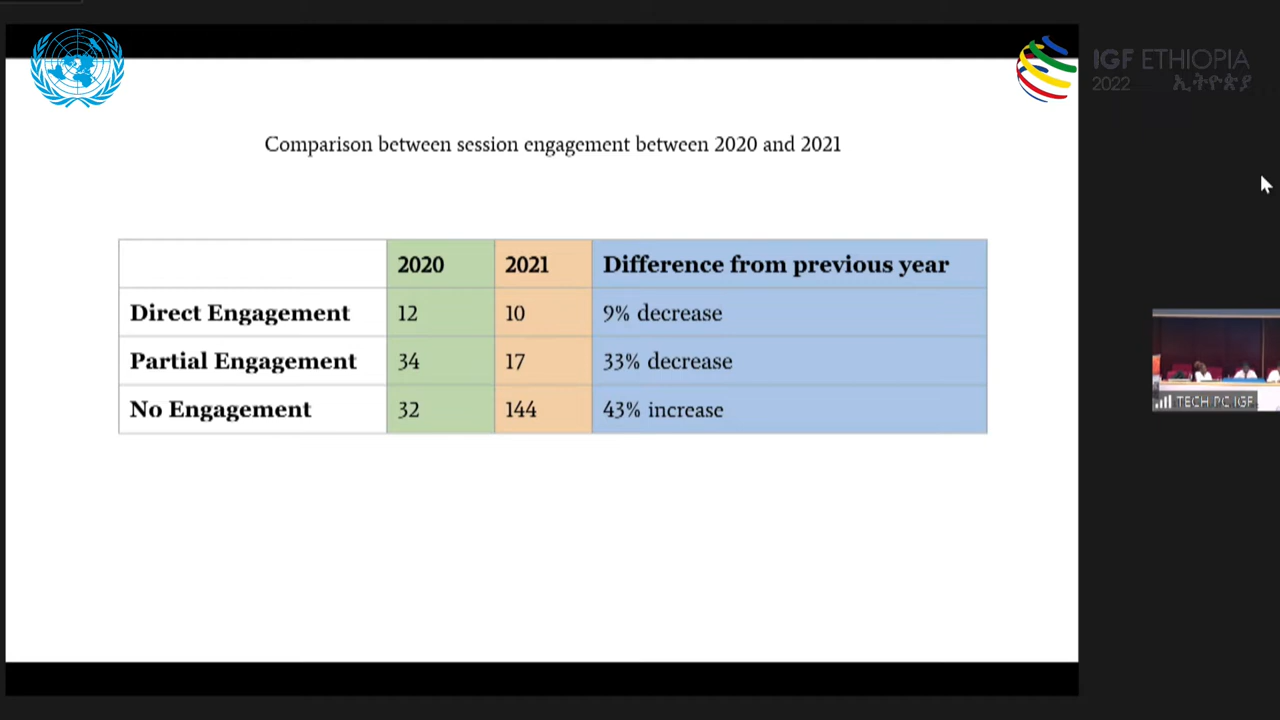 IGF ETHIOPIA
2022 ኢትዮጵያ
Comparison between session engagement between 2020 and 2021
2020 2021 Difference from previous year
Direct Engagement 12 10 9% decrease
Partial Engagement 34 17 33% decrease
No Engagement 32 144 43% increase
TECH PC IGF